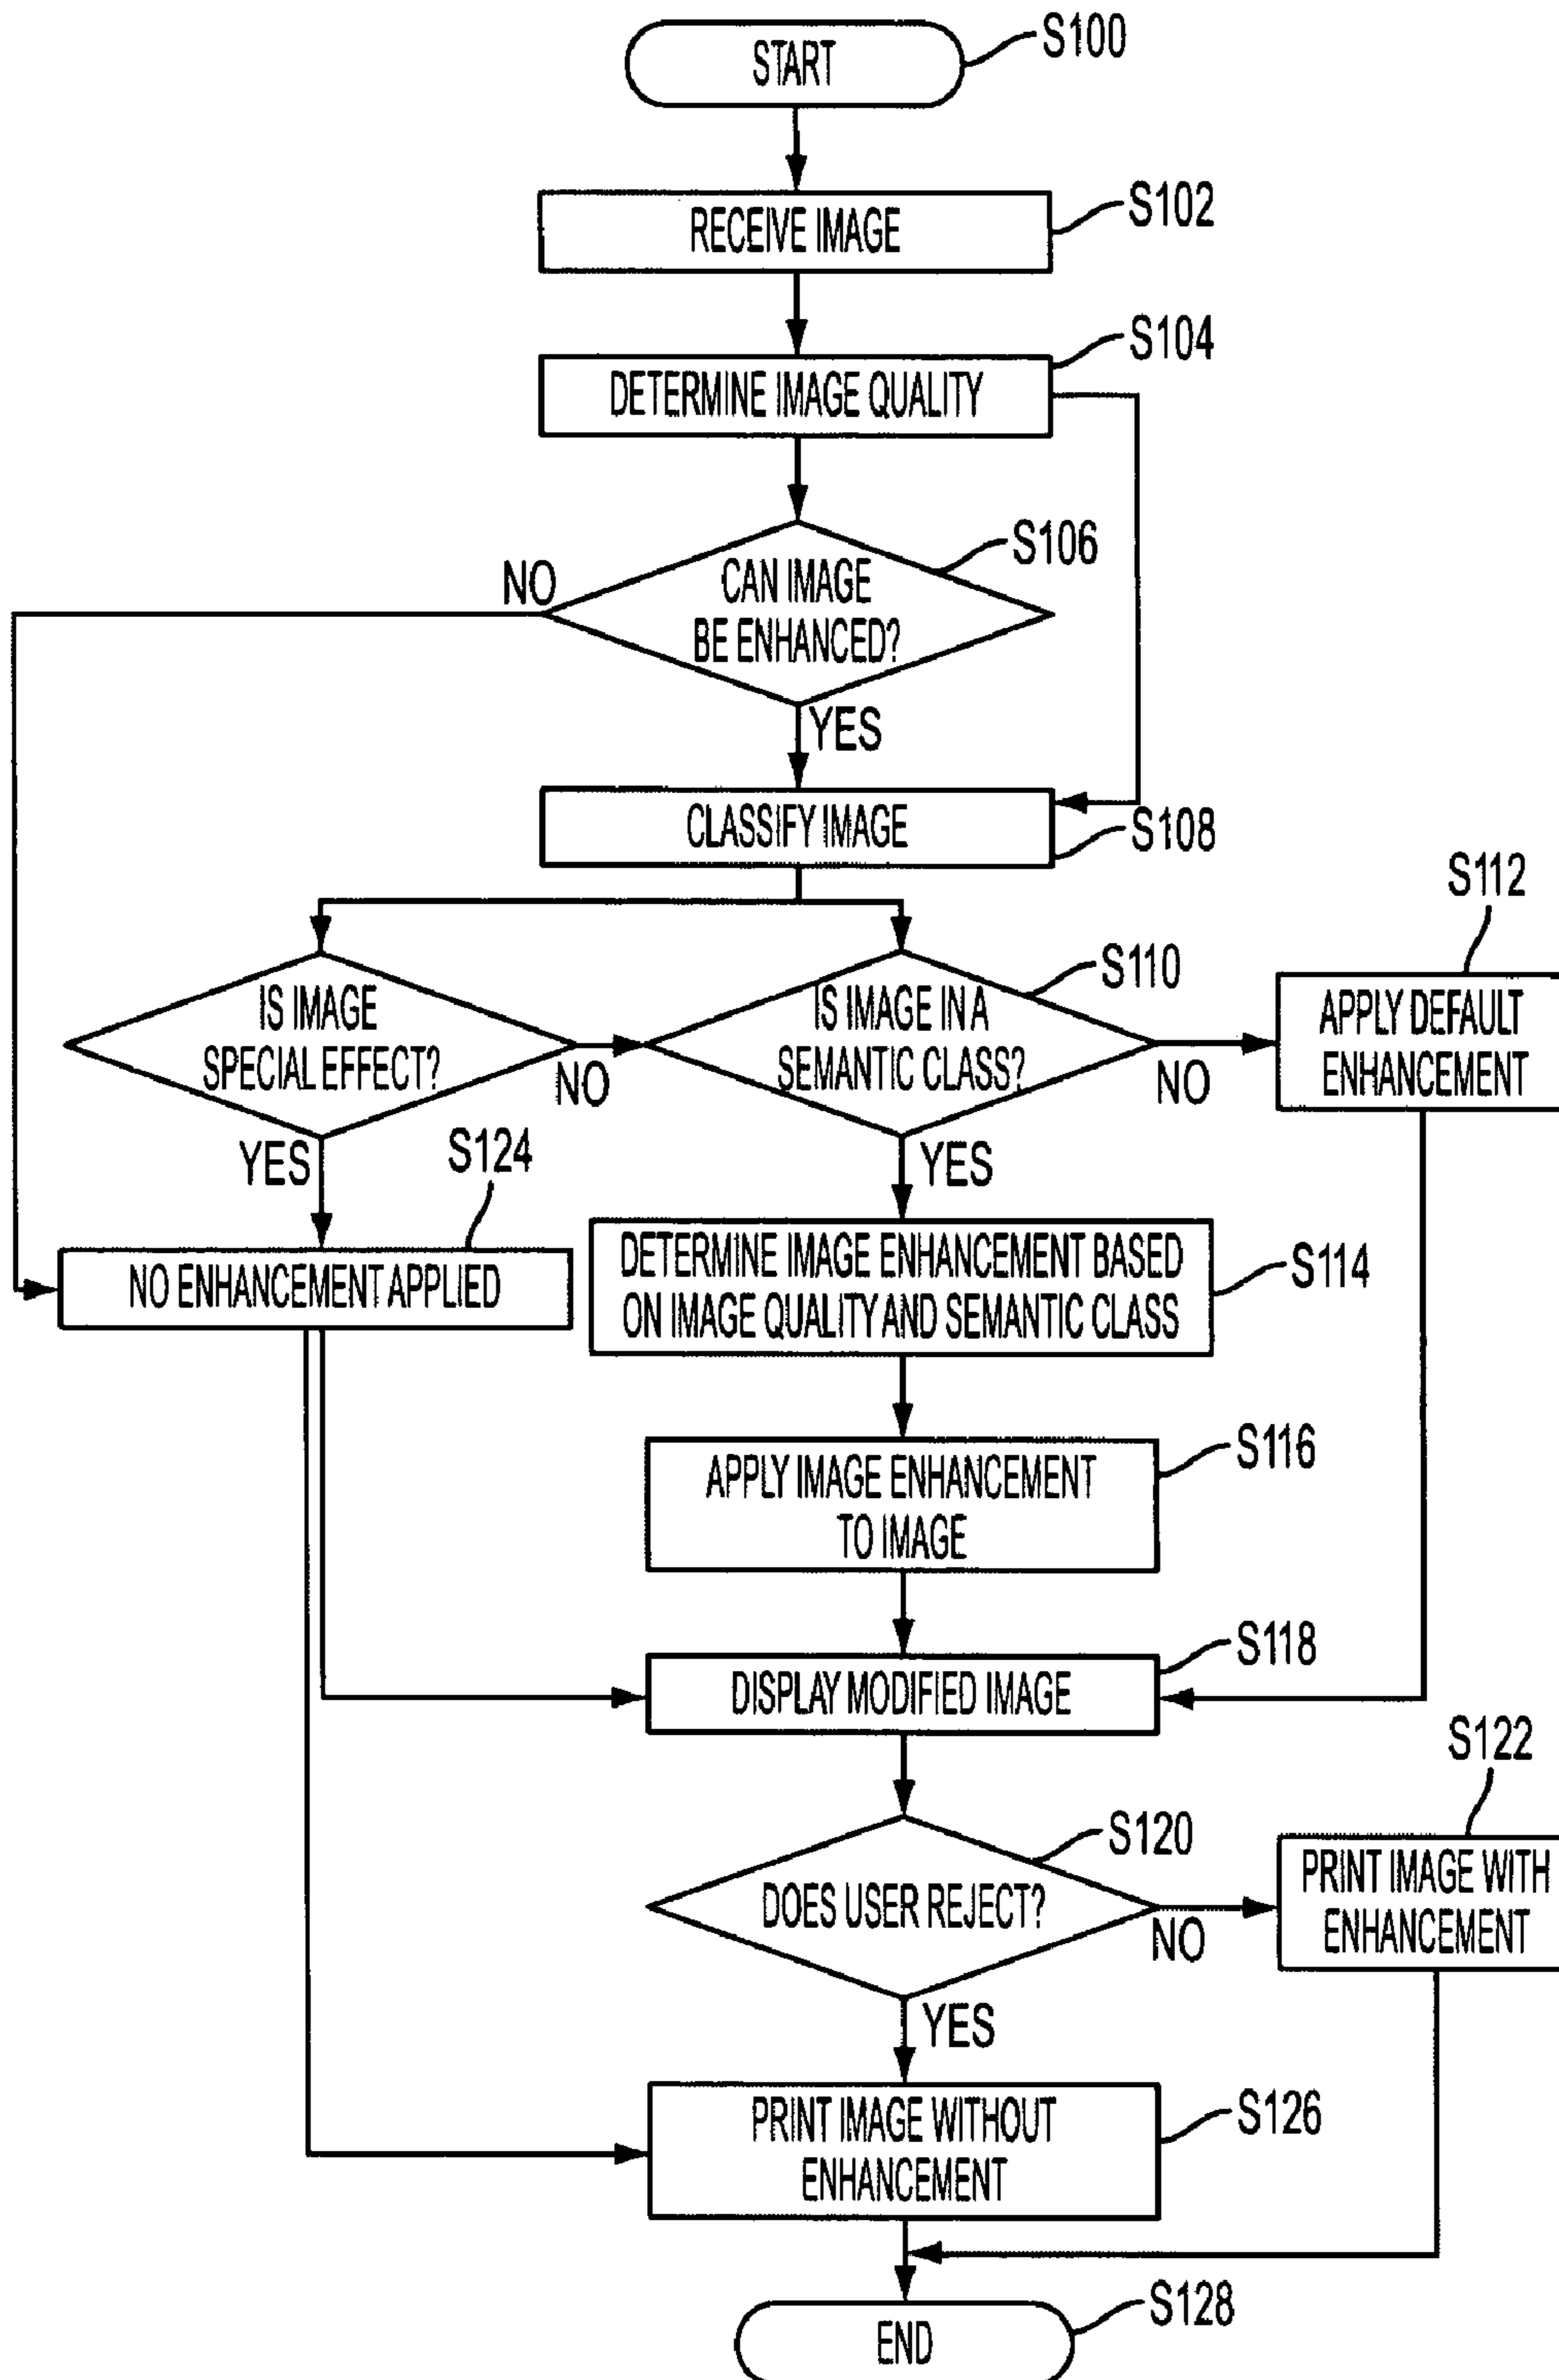 START
S100
RECEIVE IMAGE
S102
DETERMINE IMAGE QUALITY
S104
CAN IMAGE
BE ENHANCED?
S106
NO
YES
CLASSIFY IMAGE
S108
IS IMAGE
SPECIAL EFFECT?
NO
YES
IS IMAGE IN A
SEMANTIC CLASS?
S110
NO
YES
APPLY DEFAULT
ENHANCEMENT
S112
NO ENHANCEMENT APPLIED
S124
DETERMINE IMAGE ENHANCEMENT BASED
ON IMAGE QUALITY AND SEMANTIC CLASS
S114
APPLY IMAGE ENHANCEMENT
TO IMAGE
S116
DISPLAY MODIFIED IMAGE
S118
DOES USER REJECT?
S120
NO
YES
PRINT IMAGE WITH
ENHANCEMENT
S122
PRINT IMAGE WITHOUT
ENHANCEMENT
S126
END
S128